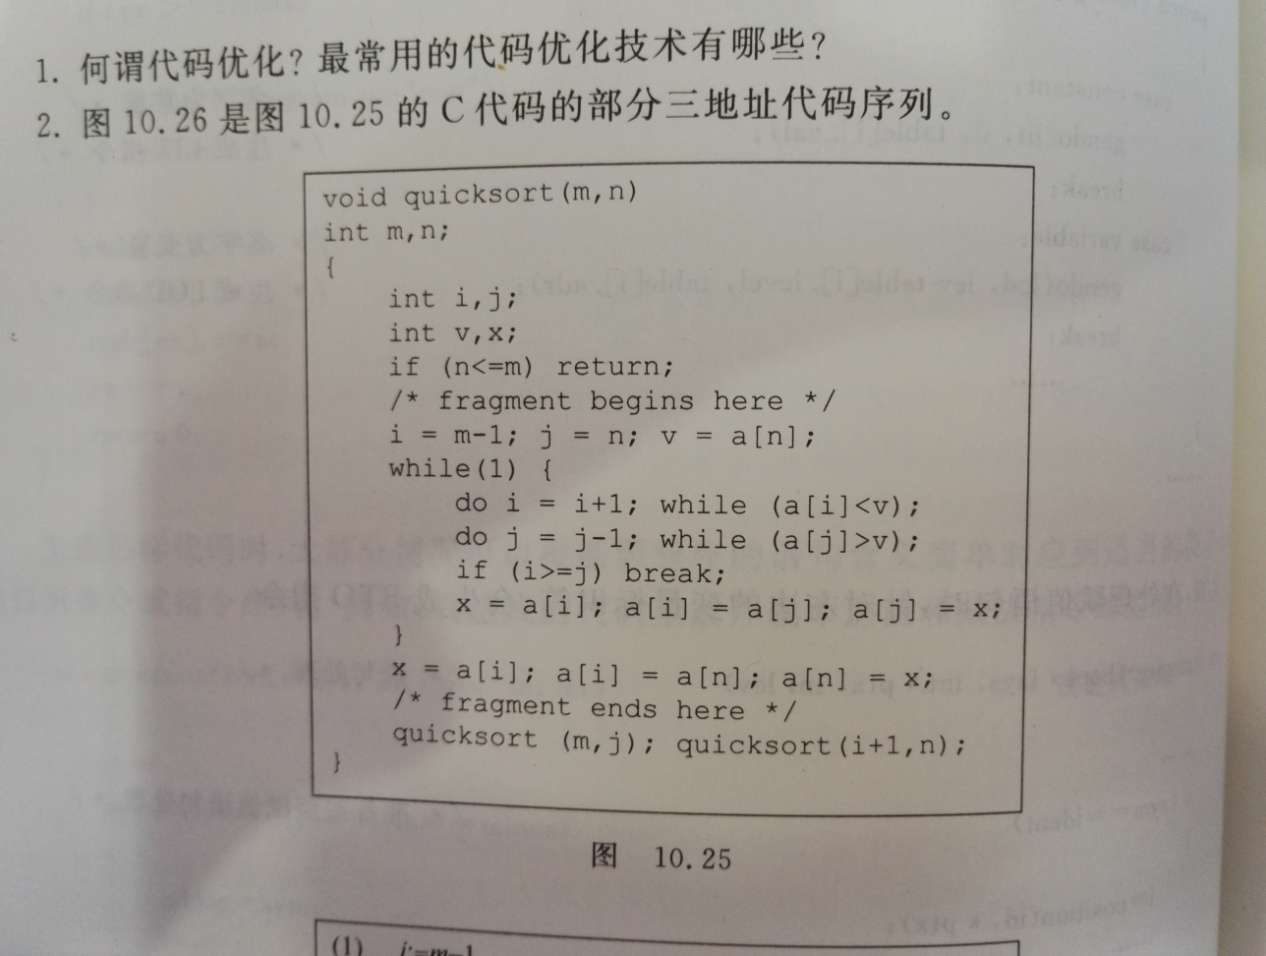 1. 何谓代码优化？最常用的代码优化技术有哪些？
2. 图 10.26 是图 10.25 的 C 代码的部分三地址代码序列。
void quicksort(m,n)
int m,n;
{
int i,j;
int v,x;
if (n<=m) return;
/* fragment begins here */
i = m-1; j = n; v = a[n];
while(1) {
do i = i+1; while (a[i]<v);
do j = j-1; while (a[j]>v);
if (i>=j) break;
x = a[i]; a[i] = a[j]; a[j] = x;
}
x = a[i]; a[i] = a[n]; a[n] = x;
/* fragment ends here */
quicksort (m,j); quicksort(i+1,n);
}
图 10.25
(1) i:=m-1